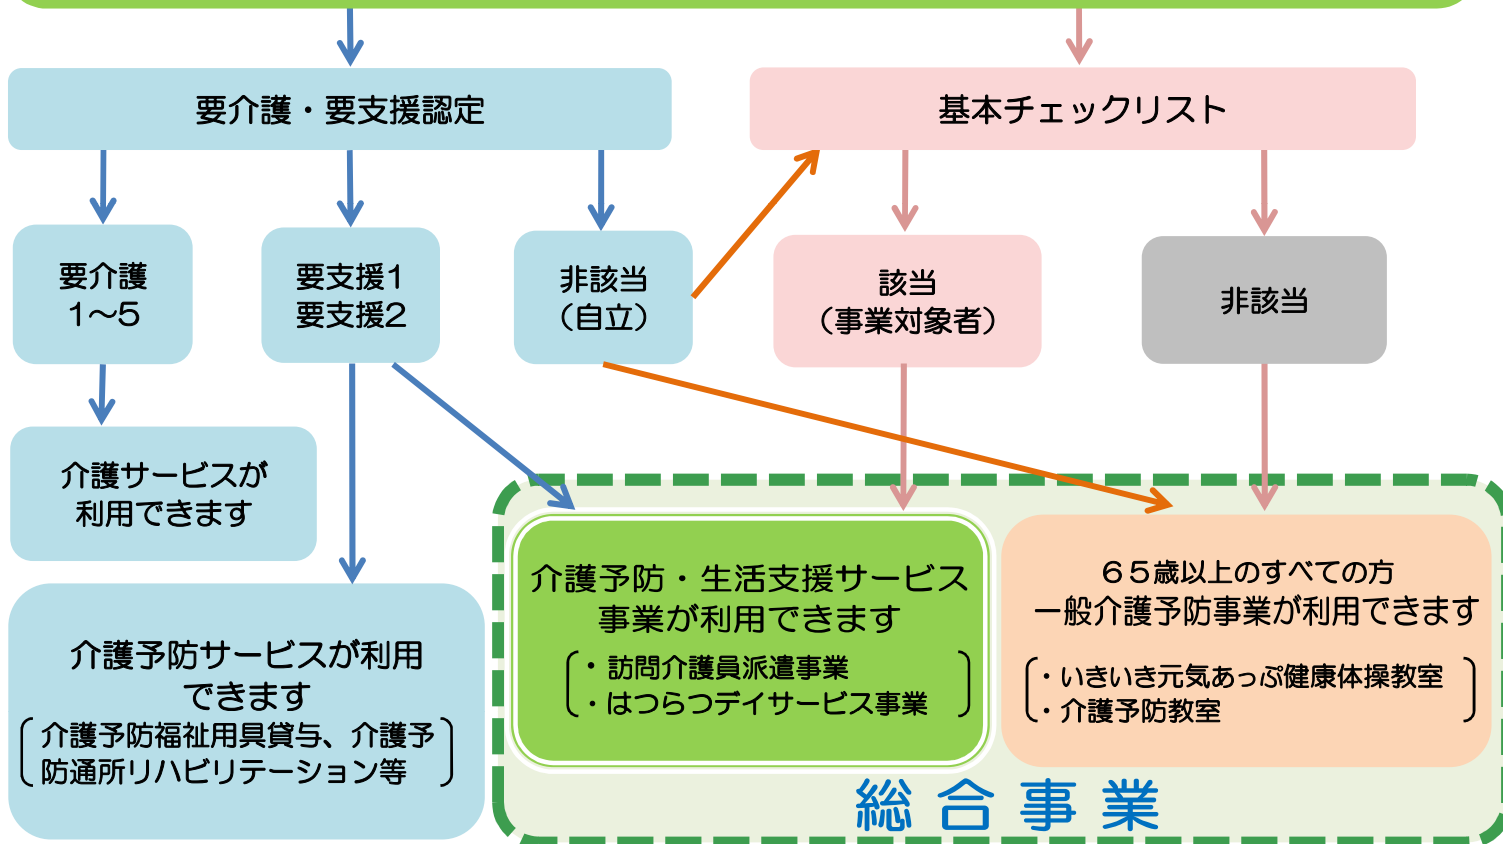 要介護・要支援認定
基本チェックリスト
要介護
1～5
要支援1
要支援2
非該当
（自立）
該当
（事業対象者）
非該当
介護サービスが
利用できます
介護予防サービスが利用
できます
介護予防福祉用具貸与、介護予
防通所リハビリテーション等
介護予防・生活支援サービス
事業が利用できます
・訪問介護員派遣事業
・はつらつデイサービス事業
６５歳以上のすべての方
一般介護予防事業が利用できます
・いきいき元気あっぷ健康体操教室
・介護予防教室
総合事業